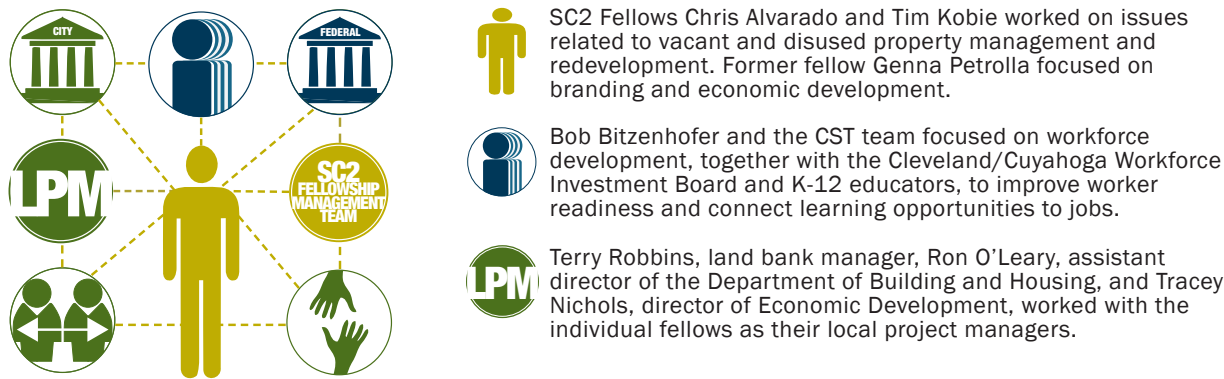 CITY
FEDERAL
LPM
SC2
FELLOWSHIP
MANAGEMENT
TEAM
SC2 Fellows Chris Alvarado and Tim Kobie worked on issues
related to vacant and disused property management and
redevelopment. Former fellow Genna Petrolla focused on
branding and economic development.
Bob Bitzenhofer and the CST team focused on workforce
development, together with the Cleveland/Cuyahoga Workforce
Investment Board and K-12 educators, to improve worker
readiness and connect learning opportunities to jobs.
LPM
Terry Robbins, land bank manager, Ron O’Leary, assistant
director of the Department of Building and Housing, and Tracey
Nichols, director of Economic Development, worked with the
individual fellows as their local project managers.